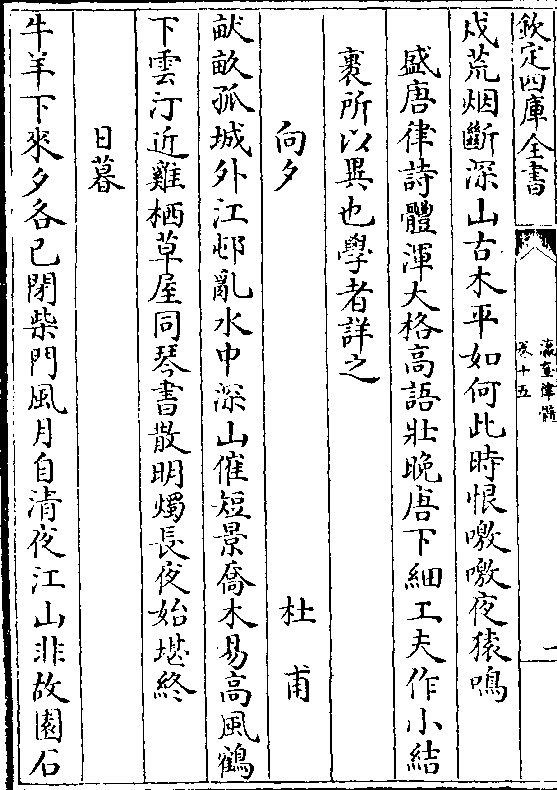 欽定四庫全書
瀛奎律髓
卷十五
一
戍荒烟斷深山古木平如何此時恨噭噭夜猿鳴
盛唐律詩體渾大格高語壯晚唐下細工夫作小結
裹所以異也學者詳之
向夕 杜甫
畎畝孤城外江邨亂水中深山催短景喬木易高風鶴
下雲汀近雞栖草屋同琴書散明燭長夜始堪終
日暮
牛羊下來夕各已閉柴門風月自清夜江山非故園石